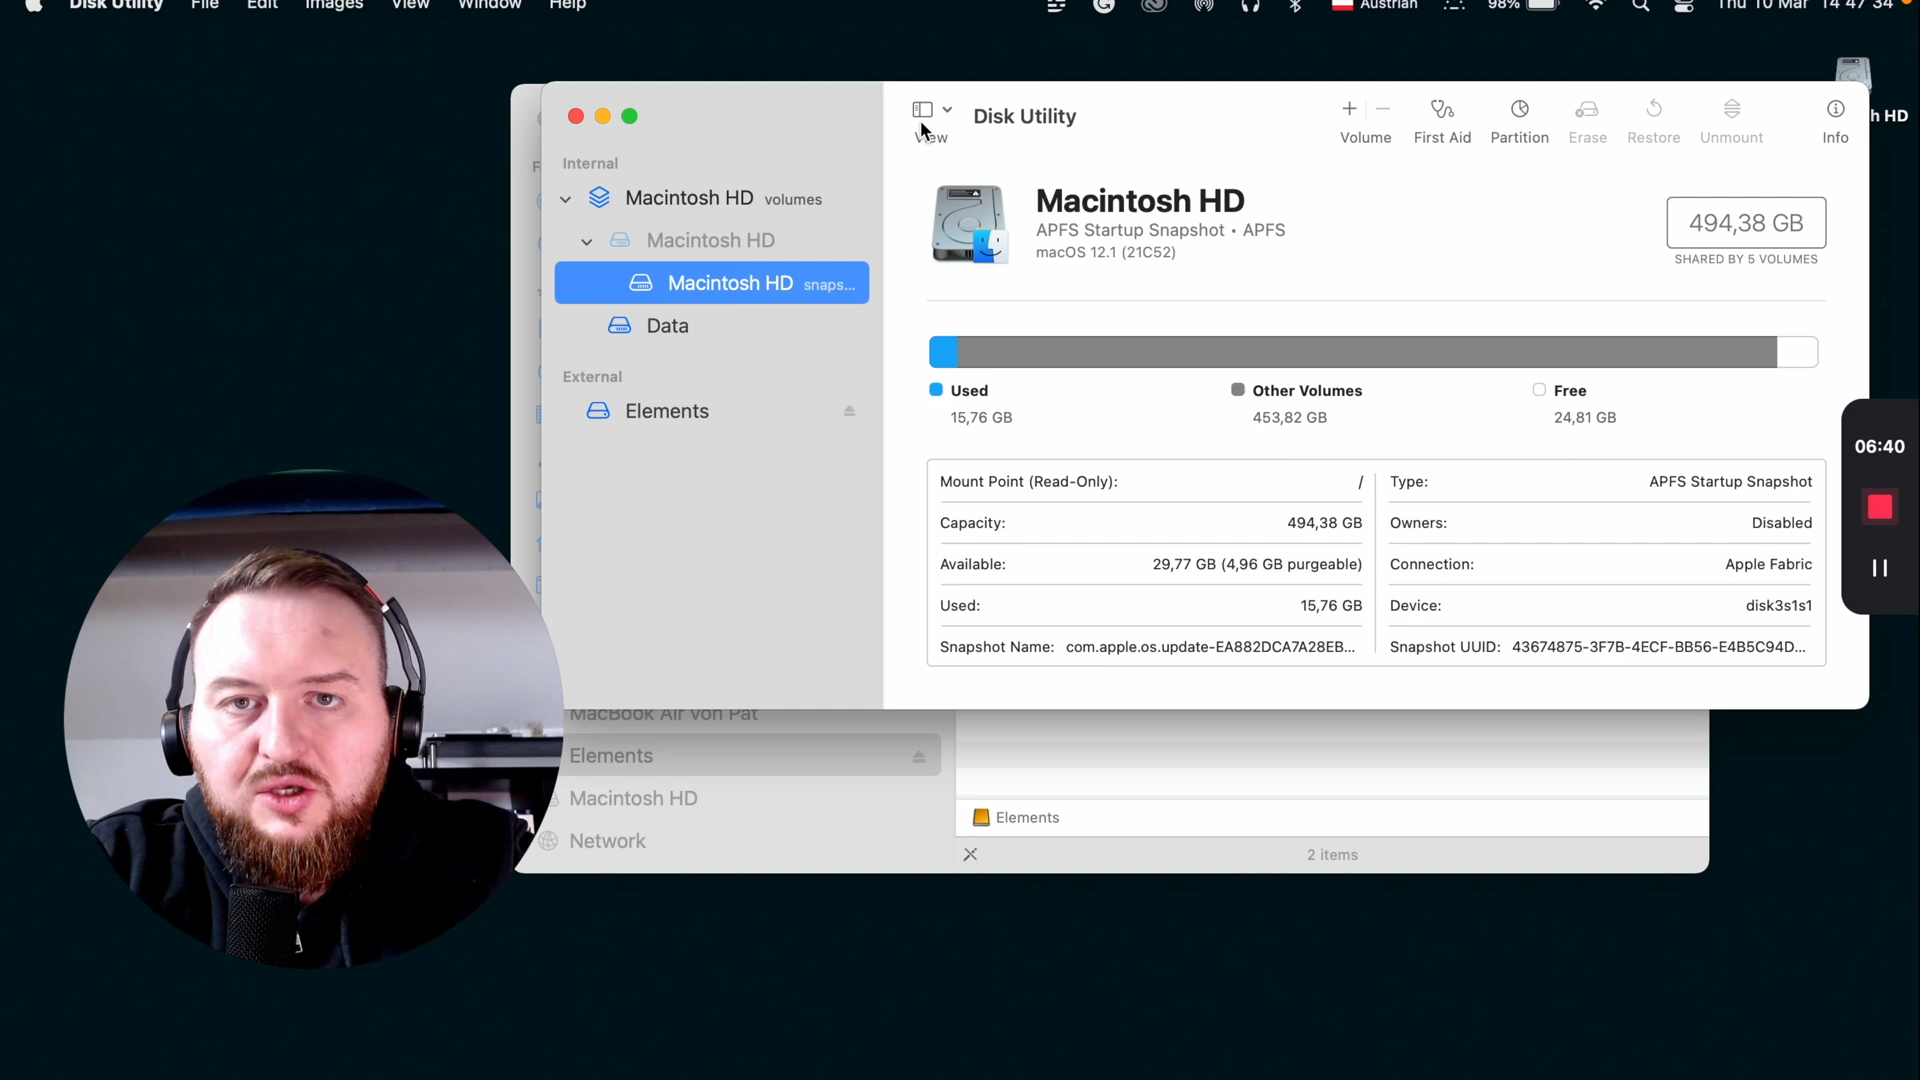 Disk Utility File Edit Images View Window Help
Austrian 98% Thu 10 Mar 14 47 34
h HD
View
Disk Utility
Volume First Aid Partition Erase Restore Unmount Info
Internal
Macintosh HD volumes
Macintosh HD
Macintosh HD snaps...
Data
External
Elements
Macintosh HD
APFS Startup Snapshot • APFS
macOS 12.1 (21C52)
494,38 GB
SHARED BY 5 VOLUMES
Used
15,76 GB
Other Volumes
453,82 GB
Free
24,81 GB
Mount Point (Read-Only): /
Capacity: 494,38 GB
Available: 29,77 GB (4,96 GB purgeable)
Used: 15,76 GB
Snapshot Name: com.apple.os.update-EA882DCA7A28EB...
Type: APFS Startup Snapshot
Owners: Disabled
Connection: Apple Fabric
Device: disk3s1s1
Snapshot UUID: 43674875-3F7B-4ECF-BB56-E4B5C94D...
06:40
MacBook Air von Pat
Elements
Macintosh HD
Network
Elements
2 items